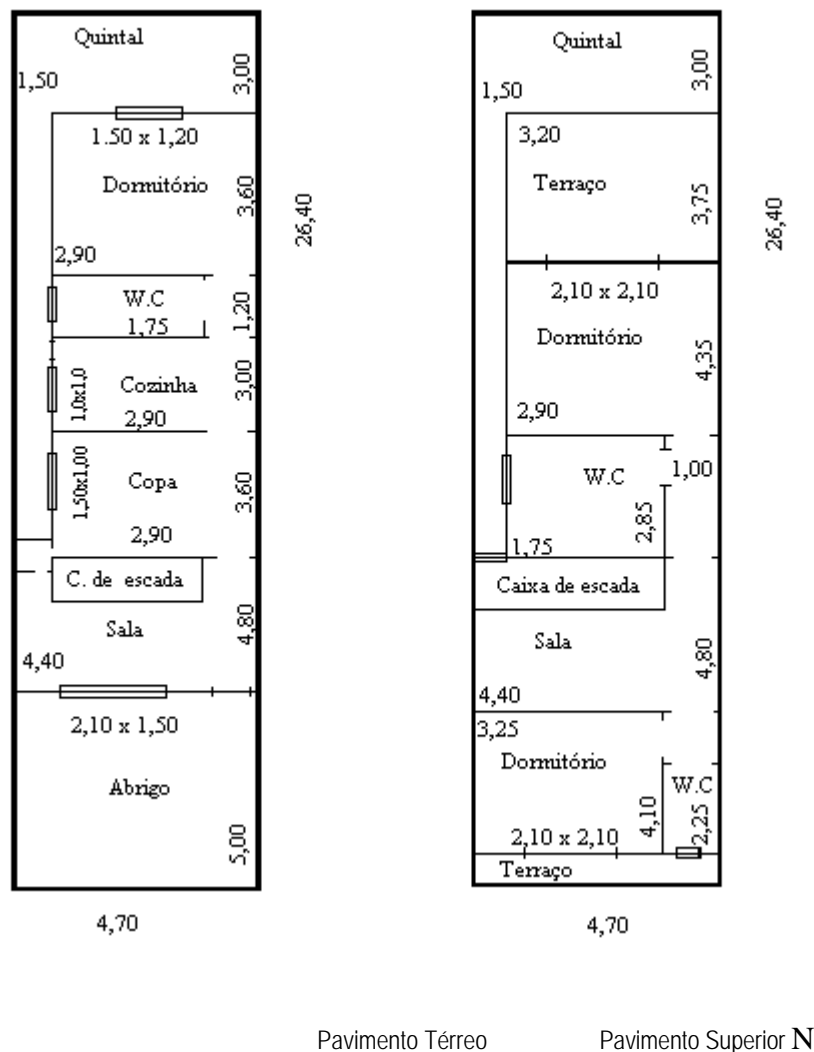 Quintal
1,50
3,00
1.50 x 1,20
Dormitório
3,60
26,40
2,90
W.C
1,75
1,20
1,0x1,0
Cozinha
3,00
2,90
1,50x1,00
Copa
3,60
2,90
C. de escada
Sala
4,80
4,40
2,10 x 1,50
Abrigo
5,00
4,70
Quintal
1,50
3,00
3,20
Terraço
3,75
26,40
2,10 x 2,10
Dormitório
4,35
2,90
W.C
1,00
2,85
1,75
Caixa de escada
Sala
4,80
4,40
3,25
Dormitório
W.C
4,10
2,25
2,10 x 2,10
Terraço
4,70
Pavimento Térreo Pavimento Superior N